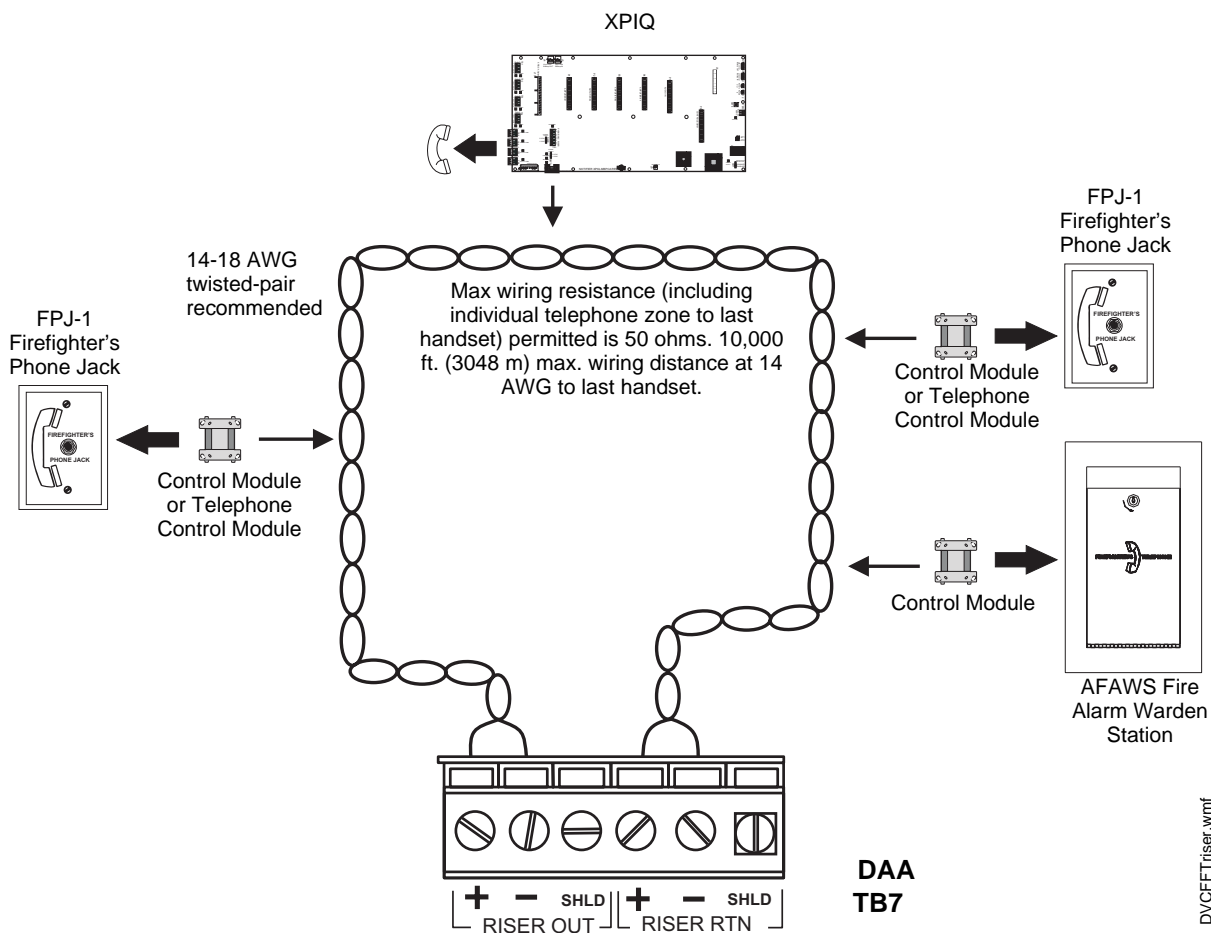 XPIQ
14-18 AWG
twisted-pair
recommended
Max wiring resistance (including
individual telephone zone to last
handset) permitted is 50 ohms. 10,000
ft. (3048 m) max. wiring distance at 14
AWG to last handset.
FPJ-1
Firefighter's
Phone Jack
FIREFIGHTER'S
PHONE JACK
Control Module
or Telephone
Control Module
FPJ-1
Firefighter's
Phone Jack
FIREFIGHTER'S
PHONE JACK
Control Module
or Telephone
Control Module
Control Module
AFAWS Fire
Alarm Warden
Station
+ – SHLD + – SHLD
RISER OUT RISER RTN
DAA
TB7
DVCFFTriser.wmf